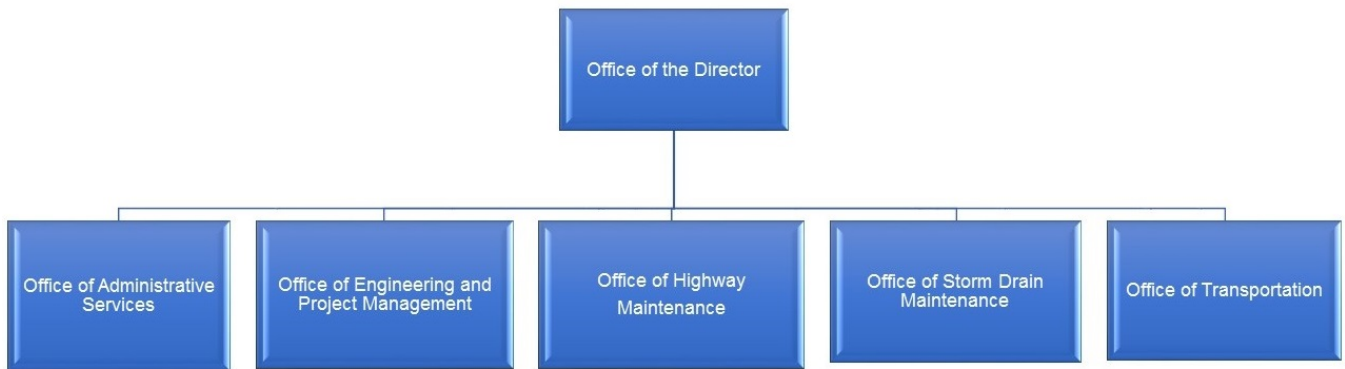 Office of the Director
Office of Administrative
Services
Office of Engineering and
Project Management
Office of Highway
Maintenance
Office of Storm Drain
Maintenance
Office of Transportation